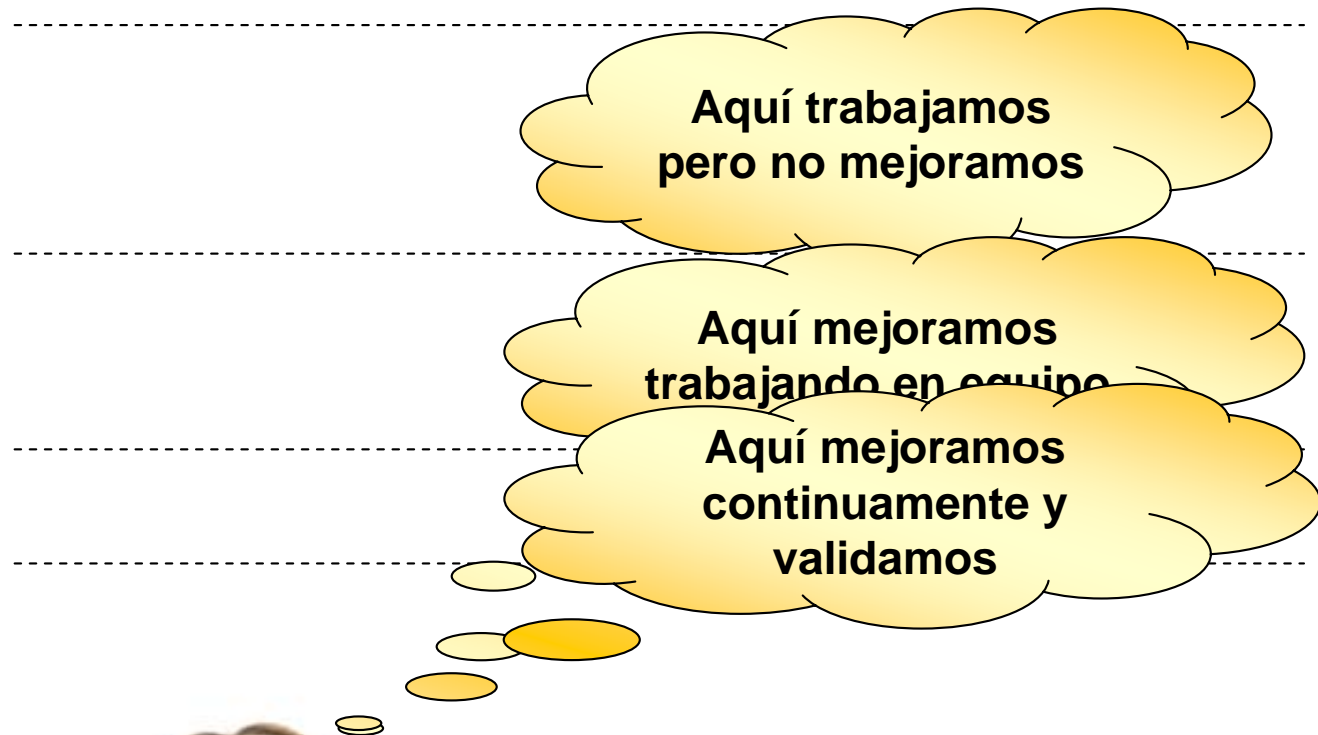 Aquí trabajamos
pero no mejoramos
Aquí mejoramos
trabajando en equipo
Aquí mejoramos
continuamente y
validamos